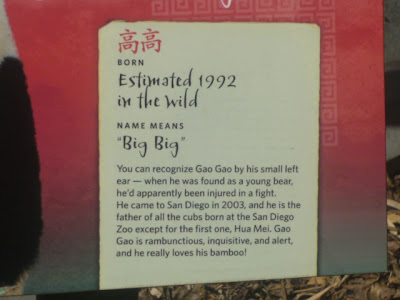 高高
BORN
Estimated 1992
in the Wild
NAME MEANS
"Big Big"
You can recognize Gao Gao by his small left
ear — when he was found as a young bear,
he'd apparently been injured in a fight.
He came to San Diego in 2003, and he is the
father of all the cubs born at the San Diego
Zoo except for the first one, Hua Mei. Gao
Gao is rambunctious, inquisitive, and alert,
and he really loves his bamboo!